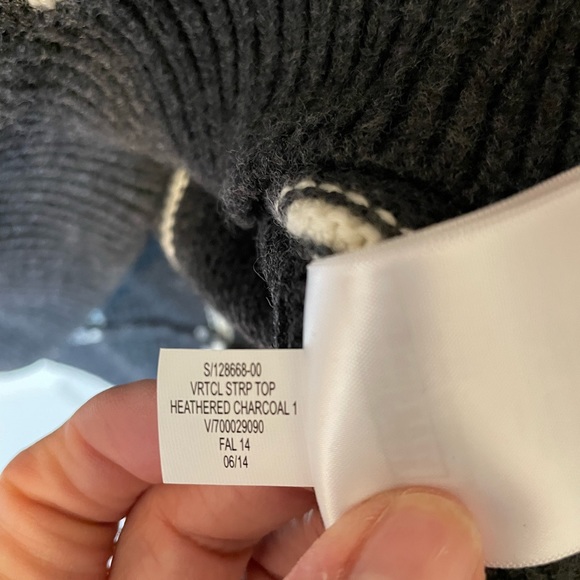 S/128668-00
VRTCL STRP TOP
HEATHERED CHARCOAL 1
V/700029090
FAL 14
06/14